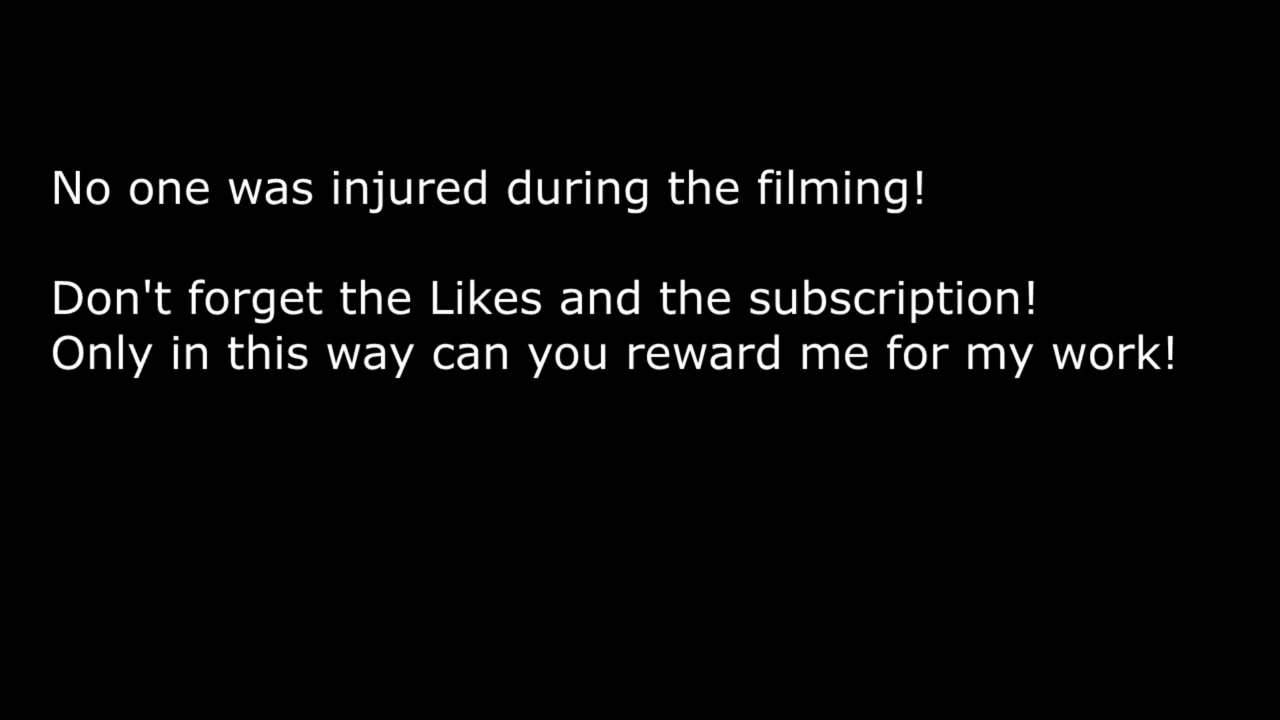 No one was injured during the filming!
Don't forget the Likes and the subscription!
Only in this way can you reward me for my work!